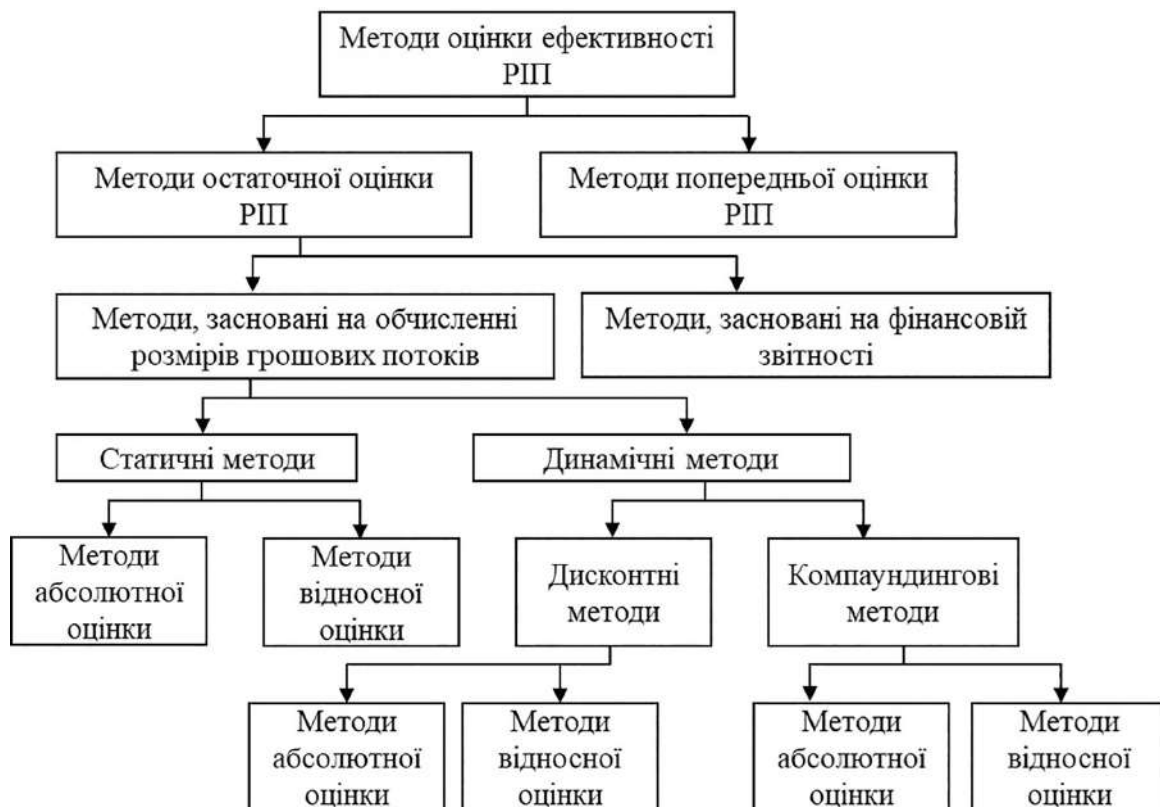 Методи оцінки ефективності
РІП
Методи остаточної оцінки
РІП
Методи попередньої оцінки
РІП
Методи, засновані на обчисленні
розмірів грошових потоків
Методи, засновані на фінансовій
звітності
Статичні методи
Динамічні методи
Методи
абсолютної
оцінки
Методи
відносної
оцінки
Дисконтні
методи
Компаундингові
методи
Методи
абсолютної
оцінки
Методи
відносної
оцінки
Методи
абсолютної
оцінки
Методи
відносної
оцінки